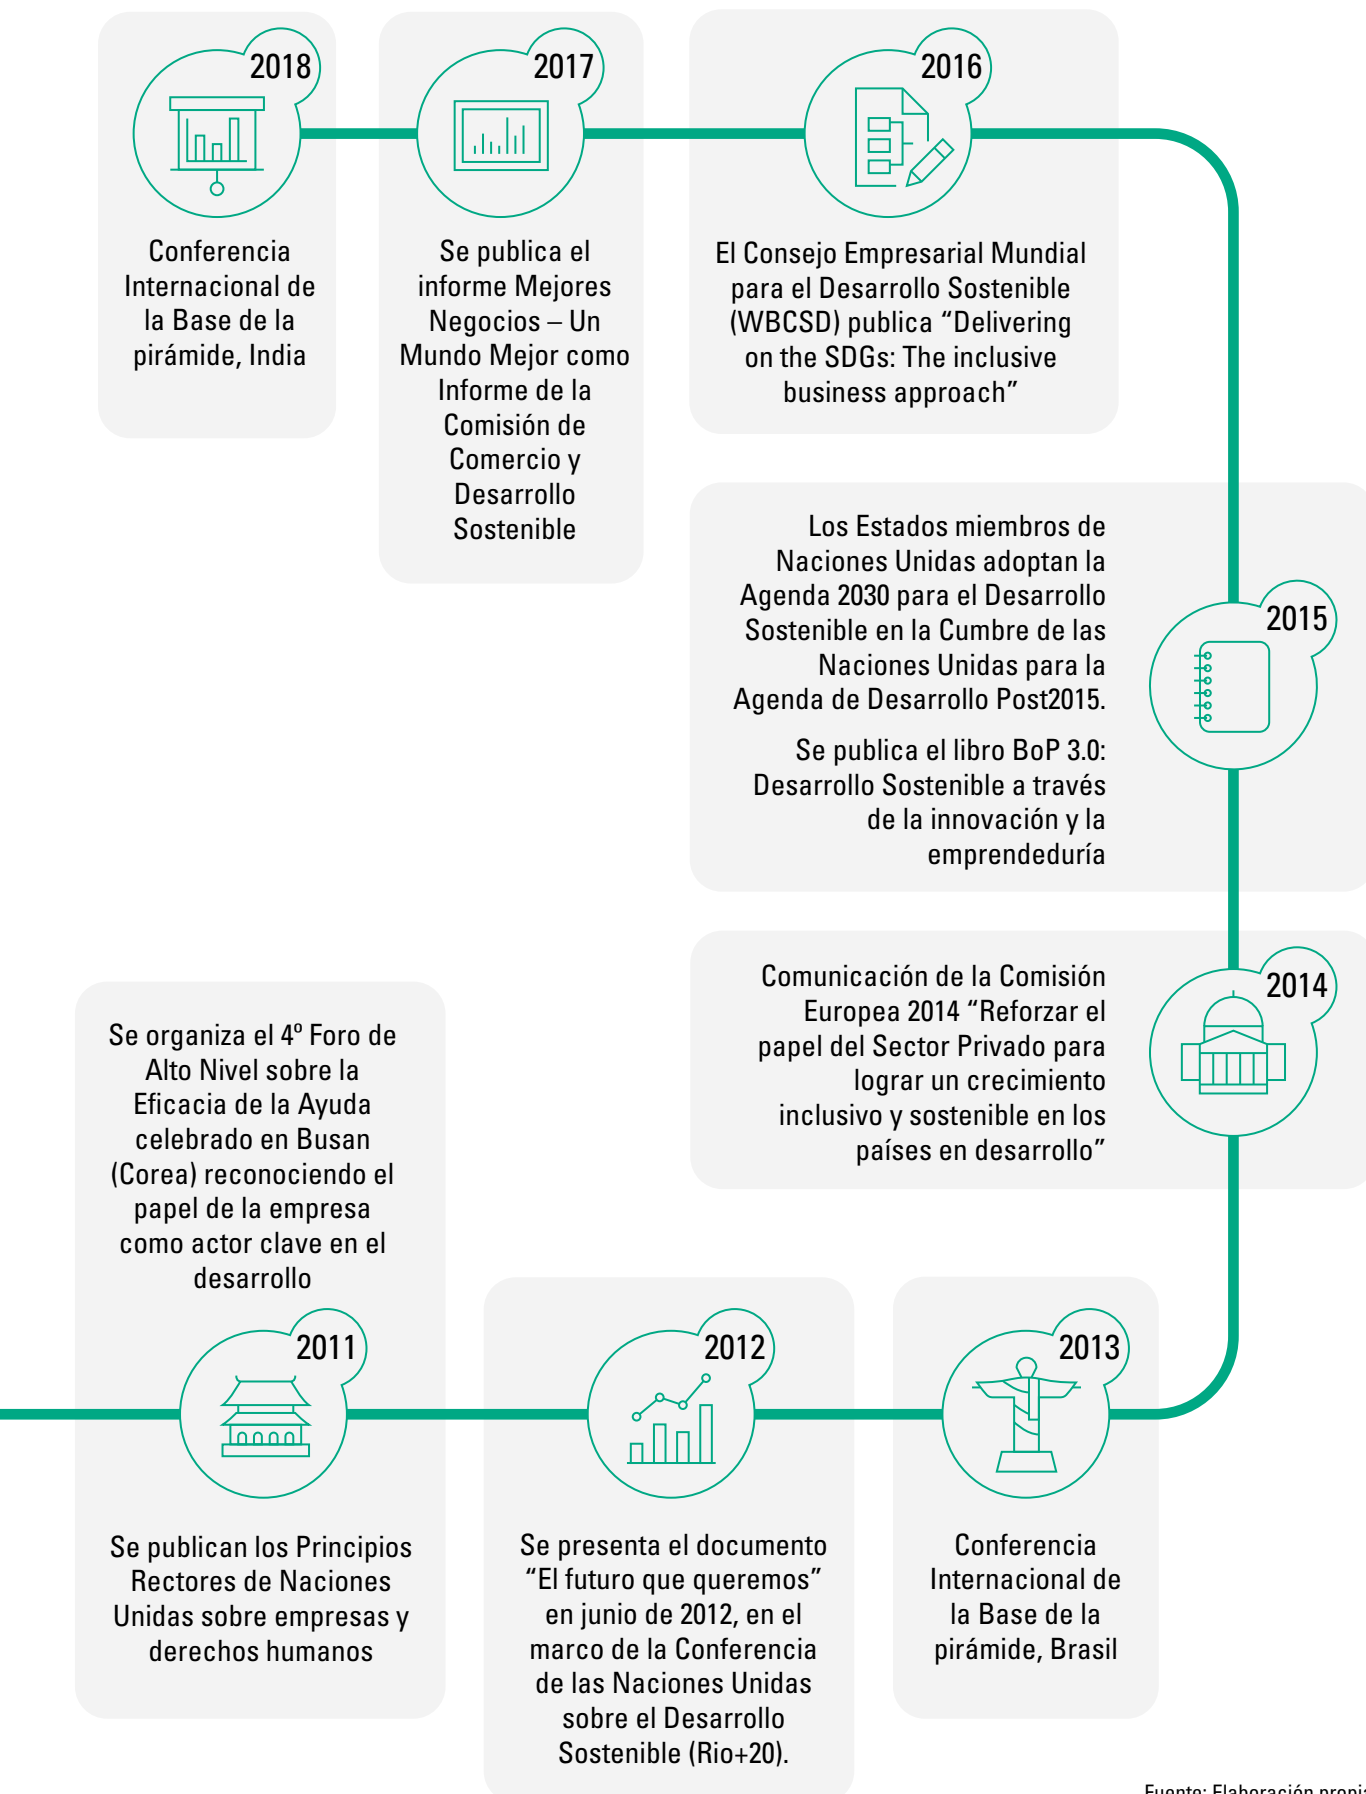 2018
Conferencia
Internacional de
la Base de la
pirámide, India
2017
Se publica el
informe Mejores
Negocios – Un
Mundo Mejor como
Informe de la
Comisión de
Comercio y
Desarrollo
Sostenible
2016
El Consejo Empresarial Mundial
para el Desarrollo Sostenible
(WBCSD) publica “Delivering
on the SDGs: The inclusive
business approach”
2015
Los Estados miembros de
Naciones Unidas adoptan la
Agenda 2030 para el Desarrollo
Sostenible en la Cumbre de las
Naciones Unidas para la
Agenda de Desarrollo Post2015.
Se publica el libro BoP 3.0:
Desarrollo Sostenible a través
de la innovación y la
emprendeduría
2014
Comunicación de la Comisión
Europea 2014 “Reforzar el
papel del Sector Privado para
lograr un crecimiento
inclusivo y sostenible en los
países en desarrollo”
Se organiza el 4º Foro de
Alto Nivel sobre la
Eficacia de la Ayuda
celebrado en Busan
(Corea) reconociendo el
papel de la empresa
como actor clave en el
desarrollo
2011
Se publican los Principios
Rectores de Naciones
Unidas sobre empresas y
derechos humanos
2012
Se presenta el documento
“El futuro que queremos”
en junio de 2012, en el
marco de la Conferencia
de las Naciones Unidas
sobre el Desarrollo
Sostenible (Rio+20).
2013
Conferencia
Internacional de
la Base de la
pirámide, Brasil
Fuente: Elaboración propia